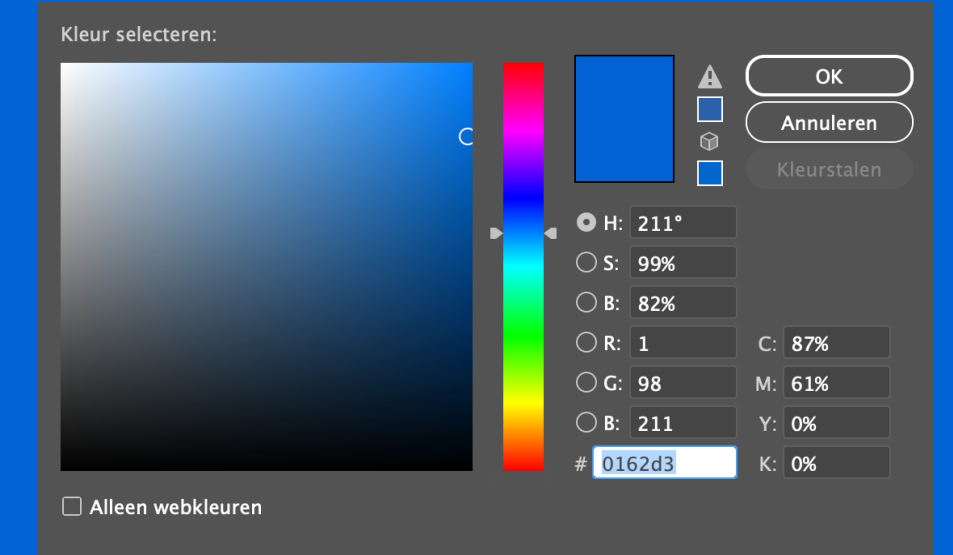 Kleur selecteren:
OK
Annuleren
Kleurstalen
H: 211°
S: 99%
B: 82%
R: 1
C: 87%
G: 98
M: 61%
B: 211
Y: 0%
# 0162d3
K: 0%
Alleen webkleuren